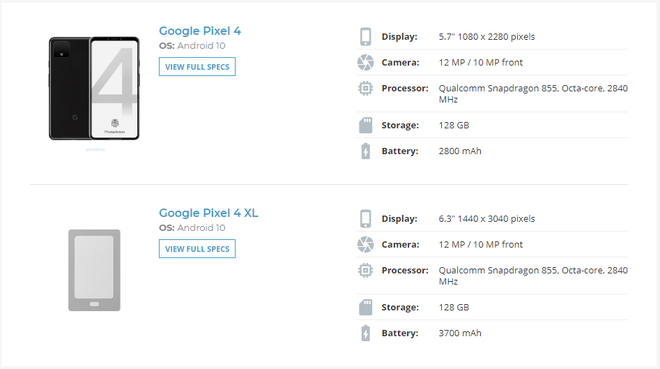 Google Pixel 4
OS: Android 10
VIEW FULL SPECS
4
Display: 5.7" 1080 x 2280 pixels
Camera: 12 MP / 10 MP front
Processor: Qualcomm Snapdragon 855, Octa-core, 2840
MHz
Storage: 128 GB
Battery: 2800 mAh
Google Pixel 4 XL
OS: Android 10
VIEW FULL SPECS
Display: 6.3" 1440 x 3040 pixels
Camera: 12 MP / 10 MP front
Processor: Qualcomm Snapdragon 855, Octa-core, 2840
MHz
Storage: 128 GB
Battery: 3700 mAh